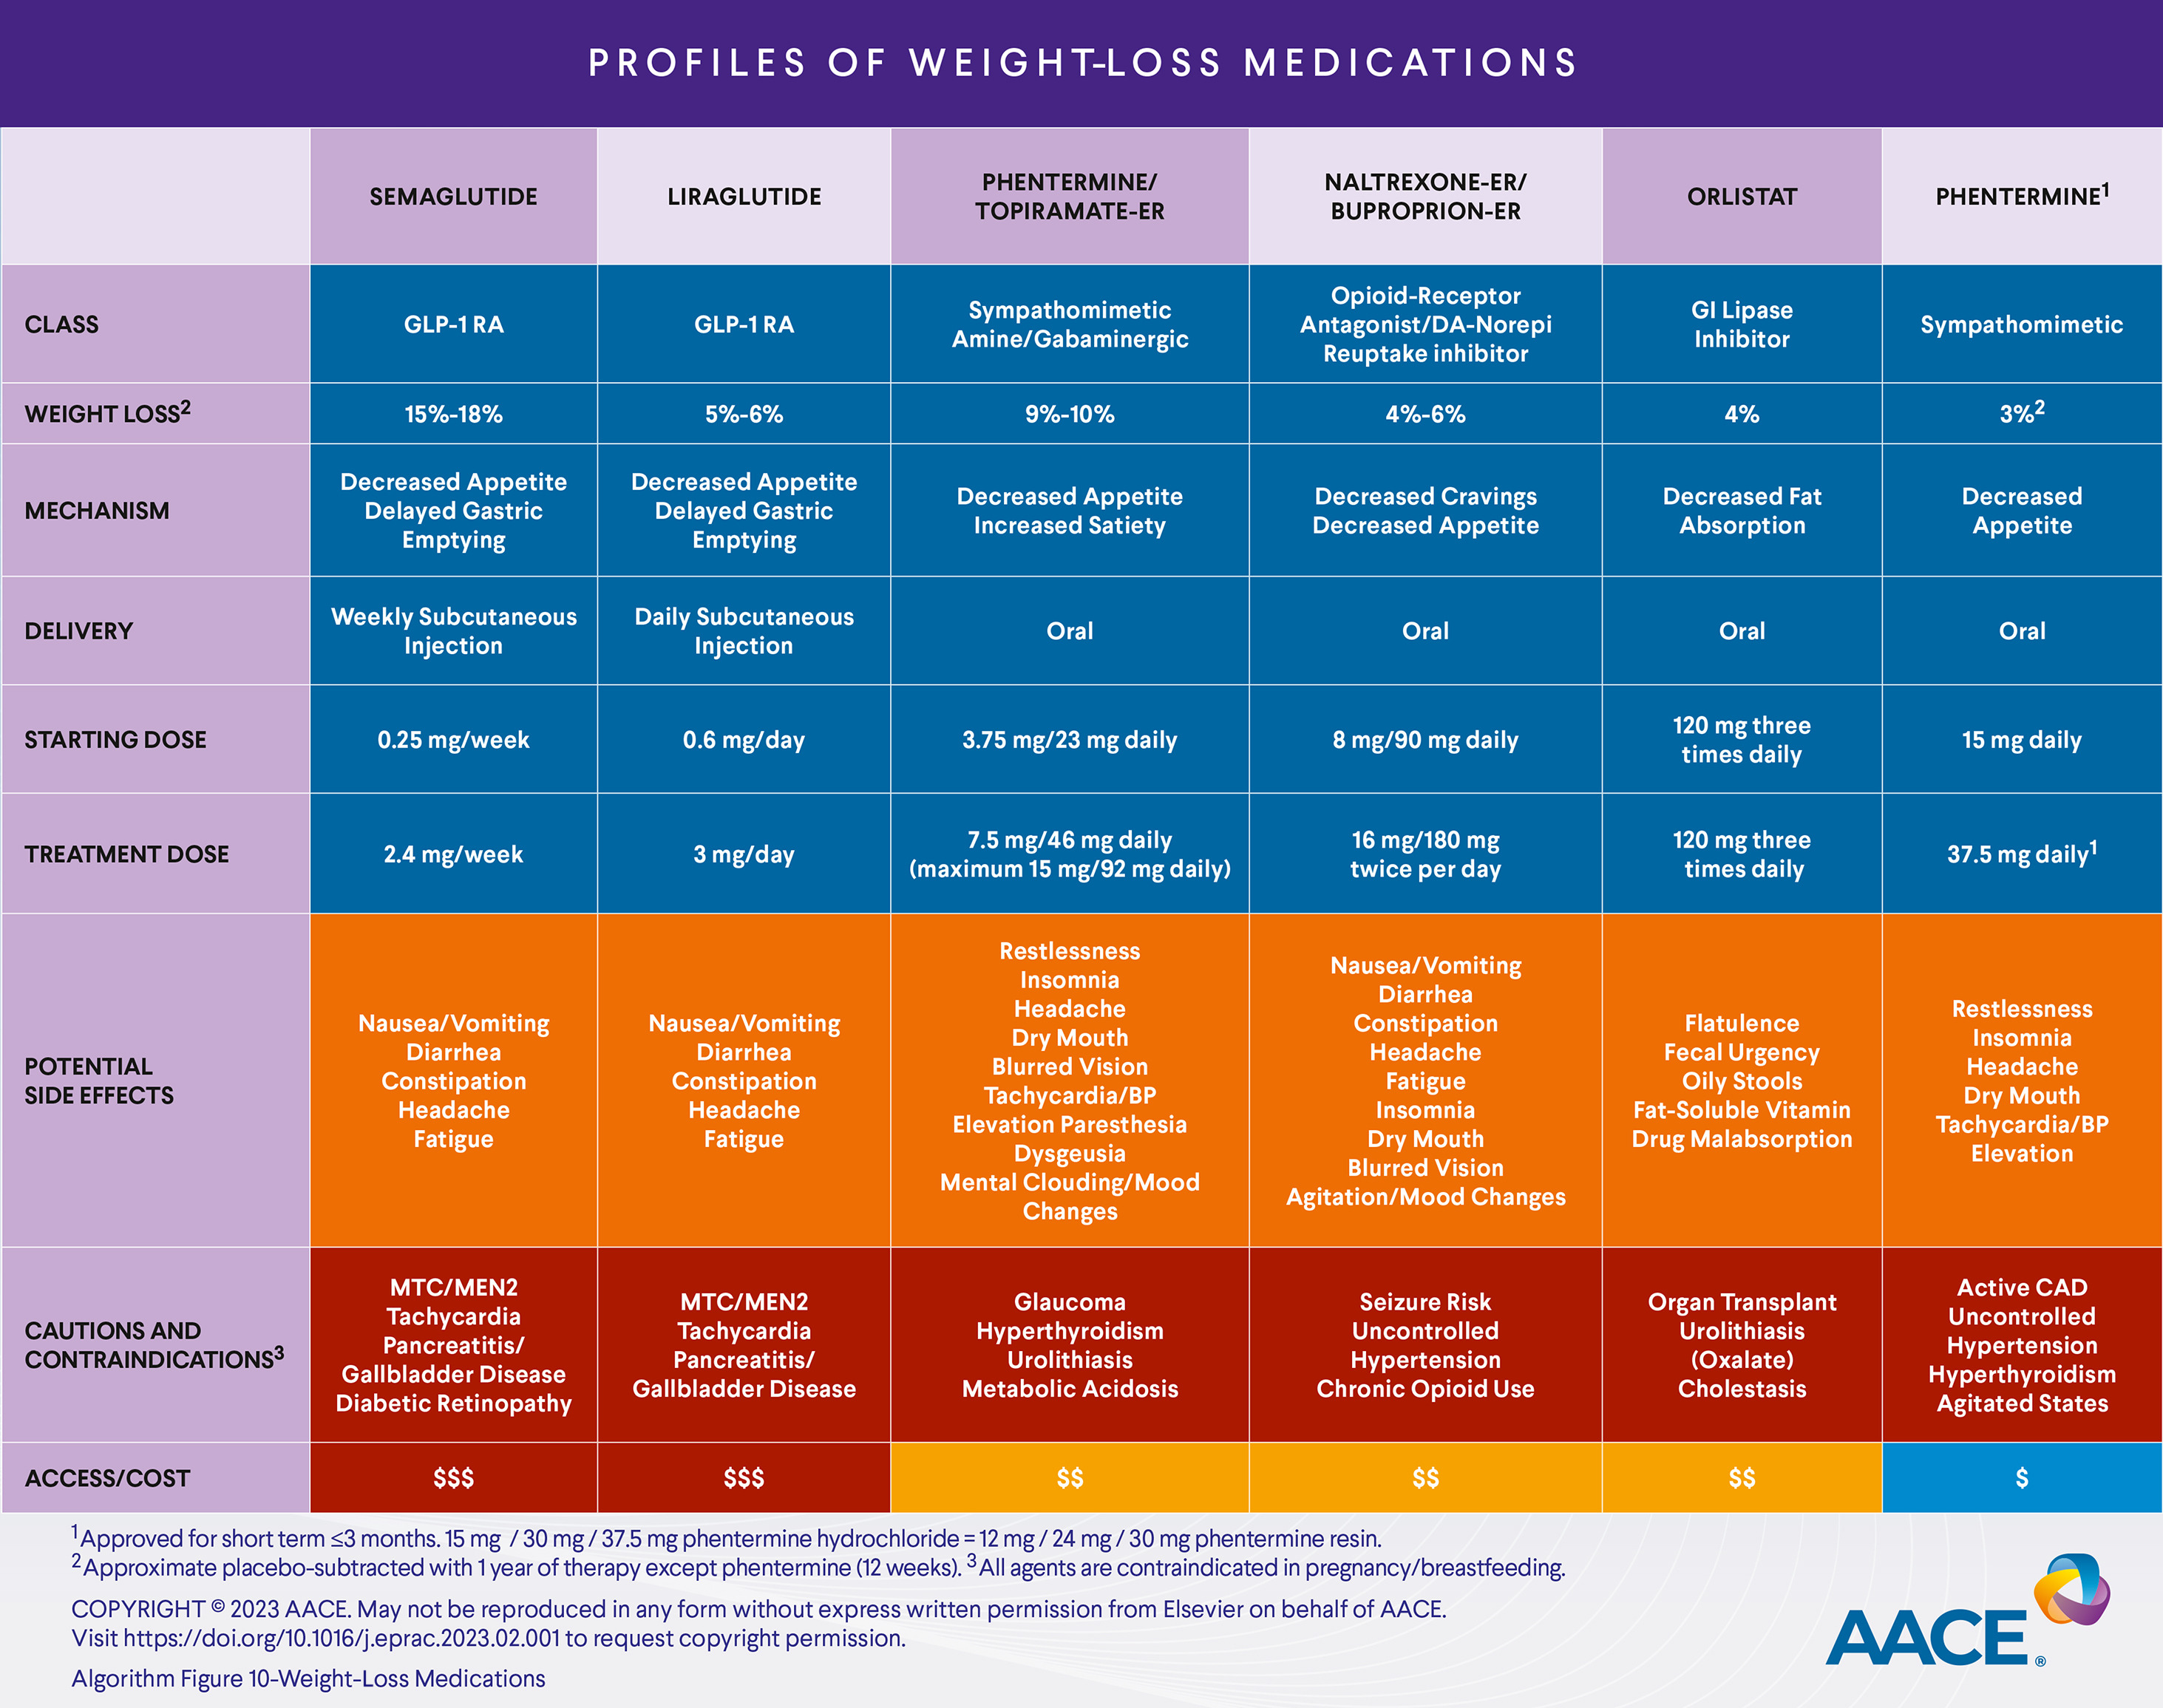 PROFILES OF WEIGHT-LOSS MEDICATIONS
SEMAGLUTIDE
LIRAGLUTIDE
PHENTERMINE/
TOPIRAMATE-ER
NALTREXONE-ER/
BUPROPRION-ER
ORLISTAT
PHENTERMINE¹
CLASS
GLP-1 RA
GLP-1 RA
Sympathomimetic
Amine/Gabaminergic
Opioid-Receptor
Antagonist/DA-Norepi
Reuptake inhibitor
GI Lipase
Inhibitor
Sympathomimetic
WEIGHT LOSS²
15%-18%
5%-6%
9%-10%
4%-6%
4%
3%²
MECHANISM
Decreased Appetite
Delayed Gastric
Emptying
Decreased Appetite
Delayed Gastric
Emptying
Decreased Appetite
Increased Satiety
Decreased Cravings
Decreased Appetite
Decreased Fat
Absorption
Decreased
Appetite
DELIVERY
Weekly Subcutaneous
Injection
Daily Subcutaneous
Injection
Oral
Oral
Oral
Oral
STARTING DOSE
0.25 mg/week
0.6 mg/day
3.75 mg/23 mg daily
8 mg/90 mg daily
120 mg three
times daily
15 mg daily
TREATMENT DOSE
2.4 mg/week
3 mg/day
7.5 mg/46 mg daily
(maximum 15 mg/92 mg daily)
16 mg/180 mg
twice per day
120 mg three
times daily
37.5 mg daily¹
POTENTIAL
SIDE EFFECTS
Nausea/Vomiting
Diarrhea
Constipation
Headache
Fatigue
Nausea/Vomiting
Diarrhea
Constipation
Headache
Fatigue
Restlessness
Insomnia
Headache
Dry Mouth
Blurred Vision
Tachycardia/BP
Elevation Paresthesia
Dysgeusia
Mental Clouding/Mood
Changes
Nausea/Vomiting
Diarrhea
Constipation
Headache
Fatigue
Insomnia
Dry Mouth
Blurred Vision
Agitation/Mood Changes
Flatulence
Fecal Urgency
Oily Stools
Fat-Soluble Vitamin
Drug Malabsorption
Restlessness
Insomnia
Headache
Dry Mouth
Tachycardia/BP
Elevation
CAUTIONS AND
CONTRAINDICATIONS³
MTC/MEN2
Tachycardia
Pancreatitis/
Gallbladder Disease
Diabetic Retinopathy
MTC/MEN2
Tachycardia
Pancreatitis/
Gallbladder Disease
Glaucoma
Hyperthyroidism
Urolithiasis
Metabolic Acidosis
Seizure Risk
Uncontrolled
Hypertension
Chronic Opioid Use
Organ Transplant
Urolithiasis
(Oxalate)
Cholestasis
Active CAD
Uncontrolled
Hypertension
Hyperthyroidism
Agitated States
ACCESS/COST
$$$
$$$
$$
$$
$$
$
¹Approved for short term ≤3 months. 15 mg / 30 mg / 37.5 mg phentermine hydrochloride = 12 mg / 24 mg / 30 mg phentermine resin.
²Approximate placebo-subtracted with 1 year of therapy except phentermine (12 weeks). ³All agents are contraindicated in pregnancy/breastfeeding.
COPYRIGHT © 2023 AACE. May not be reproduced in any form without express written permission from Elsevier on behalf of AACE.
Visit https://doi.org/10.1016/j.eprac.2023.02.001 to request copyright permission.
Algorithm Figure 10-Weight-Loss Medications
AACE®